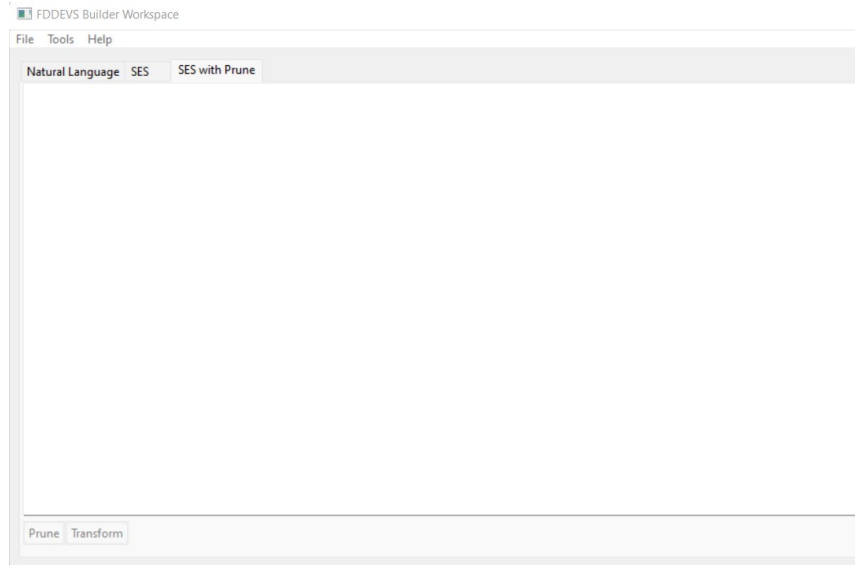 FDDEVS Builder Workspace
File Tools Help
Natural Language SES SES with Prune
Prune Transform